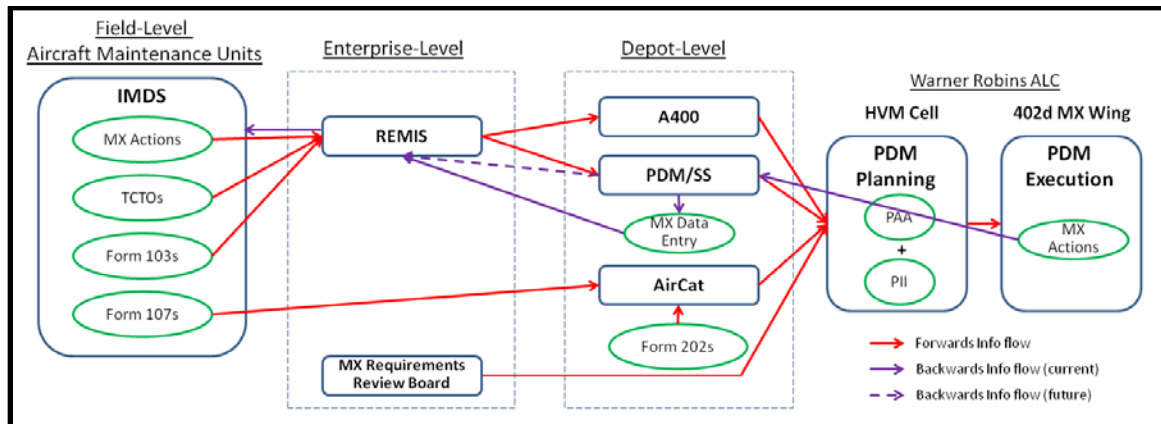 Field-Level
Aircraft Maintenance Units
IMDS
MX Actions
TCTOs
Form 103s
Form 107s
Enterprise-Level
REMIS
MX Requirements
Review Board
Depot-Level
A400
PDM/SS
MX Data
Entry
AirCat
Form 202s
Warner Robins ALC
HVM Cell
PDM
Planning
PAA
+
PII
402d MX Wing
PDM
Execution
MX
Actions
Forwards Info flow
Backwards Info flow (current)
Backwards Info flow (future)